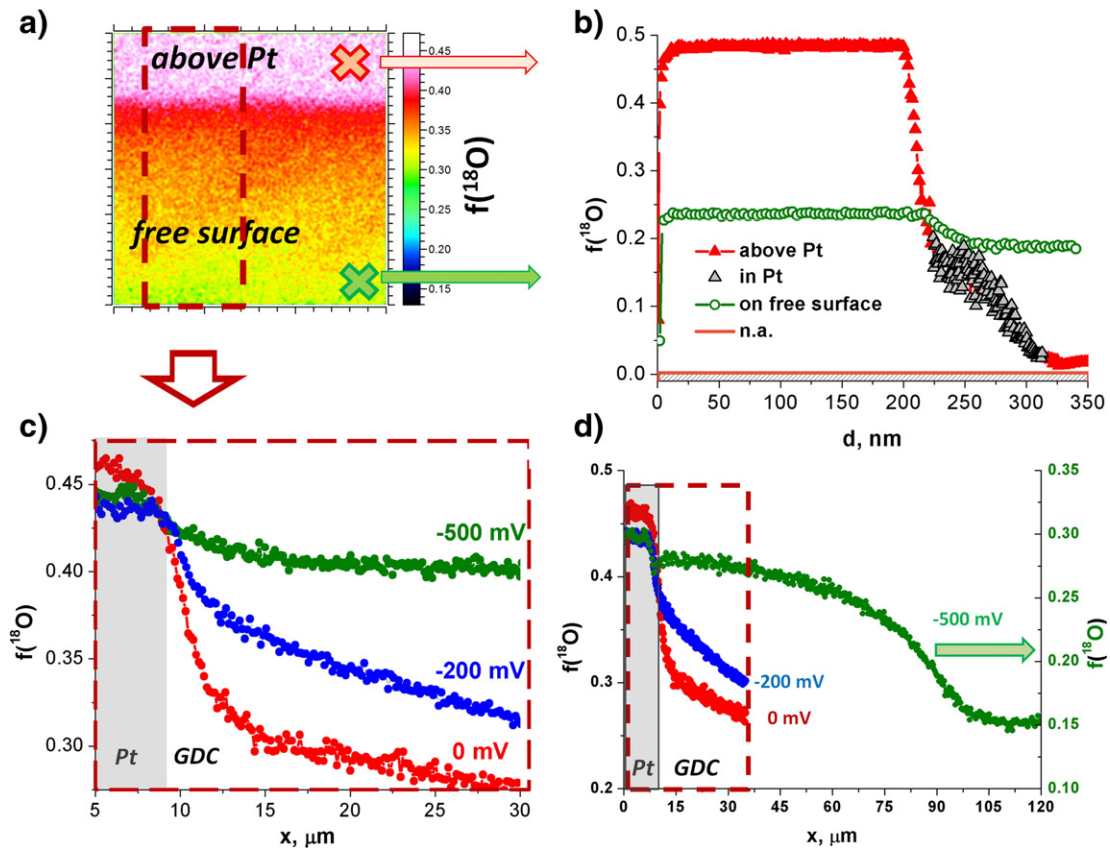 a)
above Pt
free surface
0.45
0.40
0.35
0.30
0.25
0.20
0.15
f(¹⁸O)
b)
0.5
0.4
0.3
0.2
0.1
0.0
f(¹⁸O)
above Pt
in Pt
on free surface
n.a.
0 50 100 150 200 250 300 350
d, nm
c)
0.45
0.40
0.35
0.30
f(¹⁸O)
-500 mV
-200 mV
0 mV
Pt GDC
5 10 15 20 25 30
x, μm
d)
0.5
0.4
0.3
0.2
f(¹⁸O)
0.35
0.30
0.25
0.20
0.15
0.10
f(¹⁸O)
-500 mV
-200 mV
0 mV
Pt GDC
0 15 30 45 60 75 90 105 120
x, μm